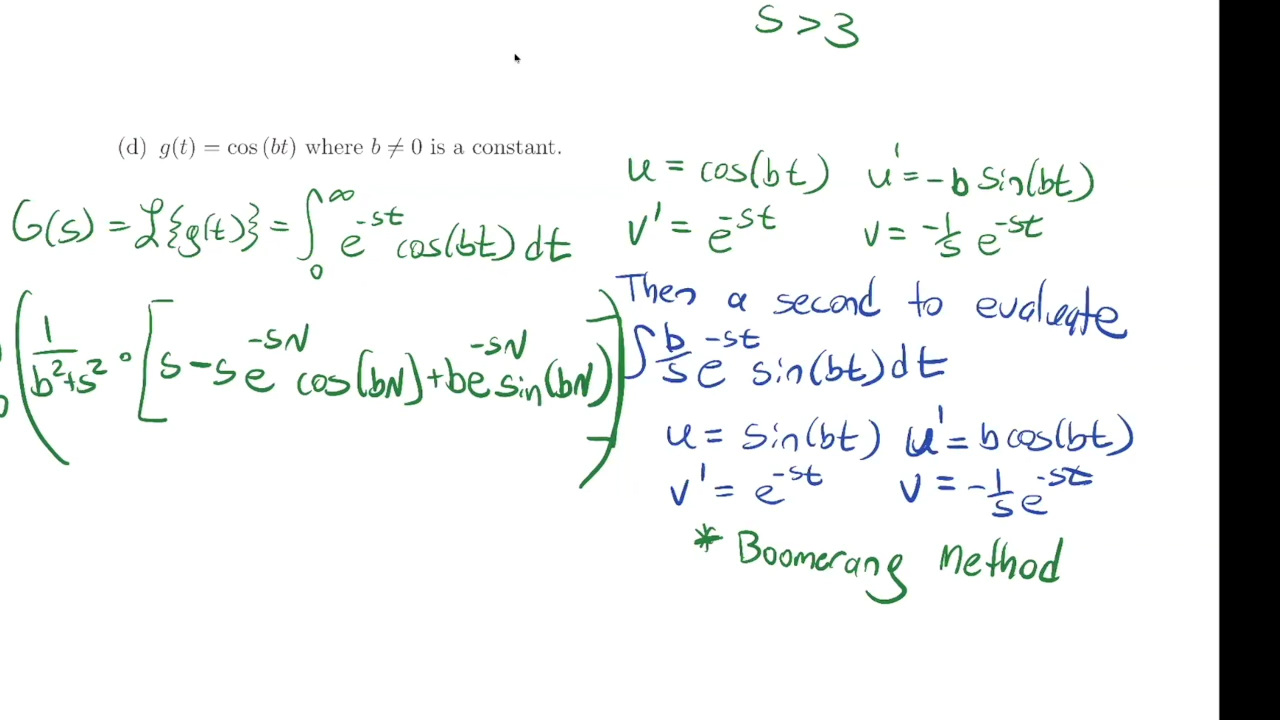 s > 3
(d) g(t) = cos (bt) where b ≠ 0 is a constant.
G(s) = ℒ{g(t)} = ∫₀^∞ e^{-st} cos(bt) dt
(1/(b²+s²) · [s - se^{-sN} cos(bN) + be^{-sN} sin(bN)])
u = cos(bt) u' = -b sin(bt)
v' = e^{-st} v = -1/s e^{-st}
Then a second to evaluate
∫ b/s e^{-st} sin(bt) dt
u = sin(bt) u' = b cos(bt)
v' = e^{-st} v = -1/s e^{-st}
* Boomerang Method